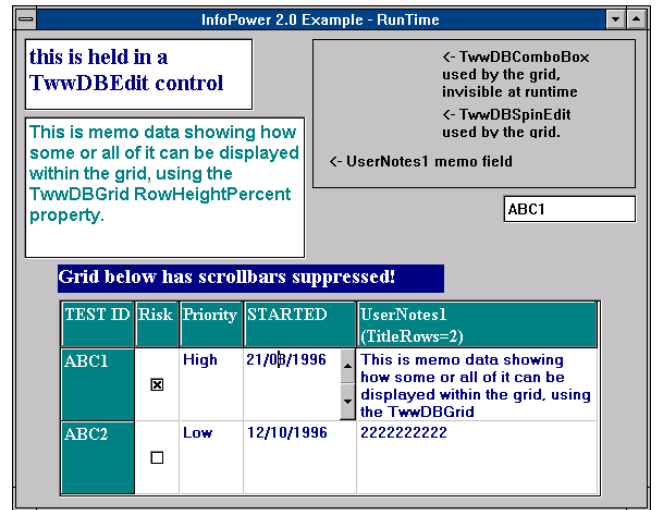 InfoPower 2.0 Example - RunTime
this is held in a
TwwDBEdit control
<- TwwDBComboBox
used by the grid,
invisible at runtime
<- TwwDBSpinEdit
used by the grid.
<- UserNotes1 memo field
This is memo data showing how
some or all of it can be displayed
within the grid, using the
TwwDBGrid RowHeightPercent
property.
ABC1
Grid below has scrollbars suppressed!
TEST ID Risk Priority STARTED UserNotes1
(TitleRows=2)
ABC1 High 21/08/1996 This is memo data showing
how some or all of it can be
displayed within the grid, using
the TwwDBGrid
ABC2 Low 12/10/1996 2222222222